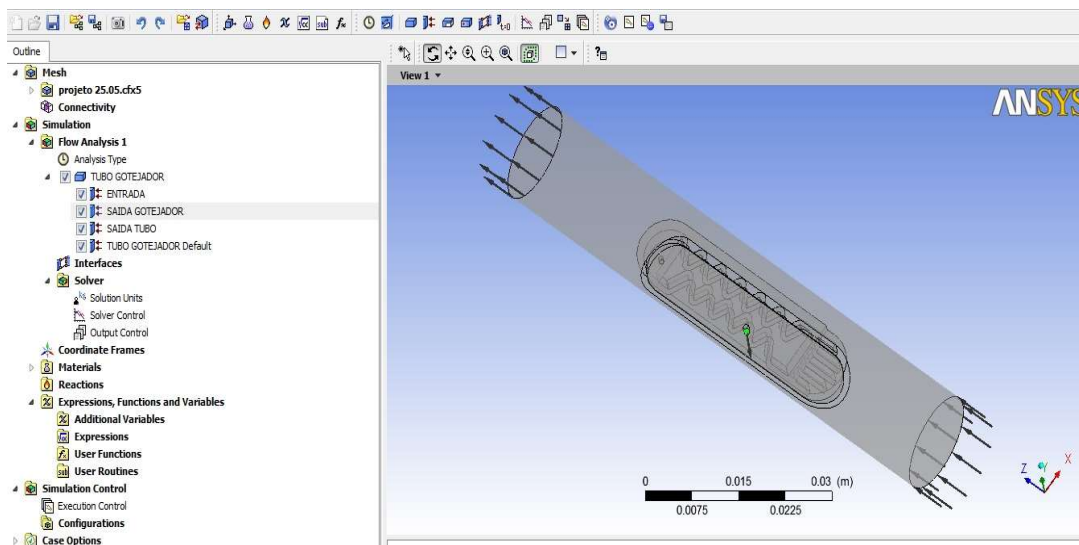 Outline
Mesh
projeto 25.05.cfx5
Connectivity
Simulation
Flow Analysis 1
Analysis Type
TUBO GOTEJADOR
ENTRADA
SAIDA GOTEJADOR
SAIDA TUBO
TUBO GOTEJADOR Default
Interfaces
Solver
Solution Units
Solver Control
Output Control
Coordinate Frames
Materials
Reactions
Expressions, Functions and Variables
Additional Variables
Expressions
User Functions
User Routines
Simulation Control
Execution Control
Configurations
Case Options
View 1
ANSYS
0 0.015 0.03 (m)
0.0075 0.0225
Z Y X